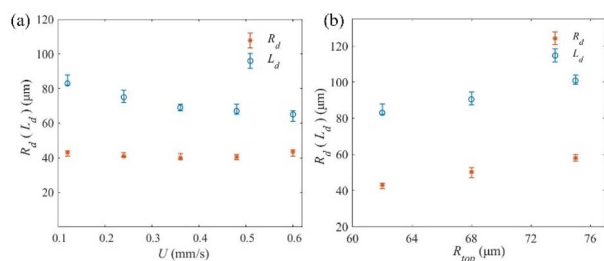 (a)
120
100
80
60
40
20
0
0.1 0.2 0.3 0.4 0.5 0.6
R_d (L_d) (μm)
U (mm/s)
R_d
L_d
(b)
120
100
80
60
40
20
60 64 68 72 76
R_d (L_d) (μm)
R_top (μm)
R_d
L_d